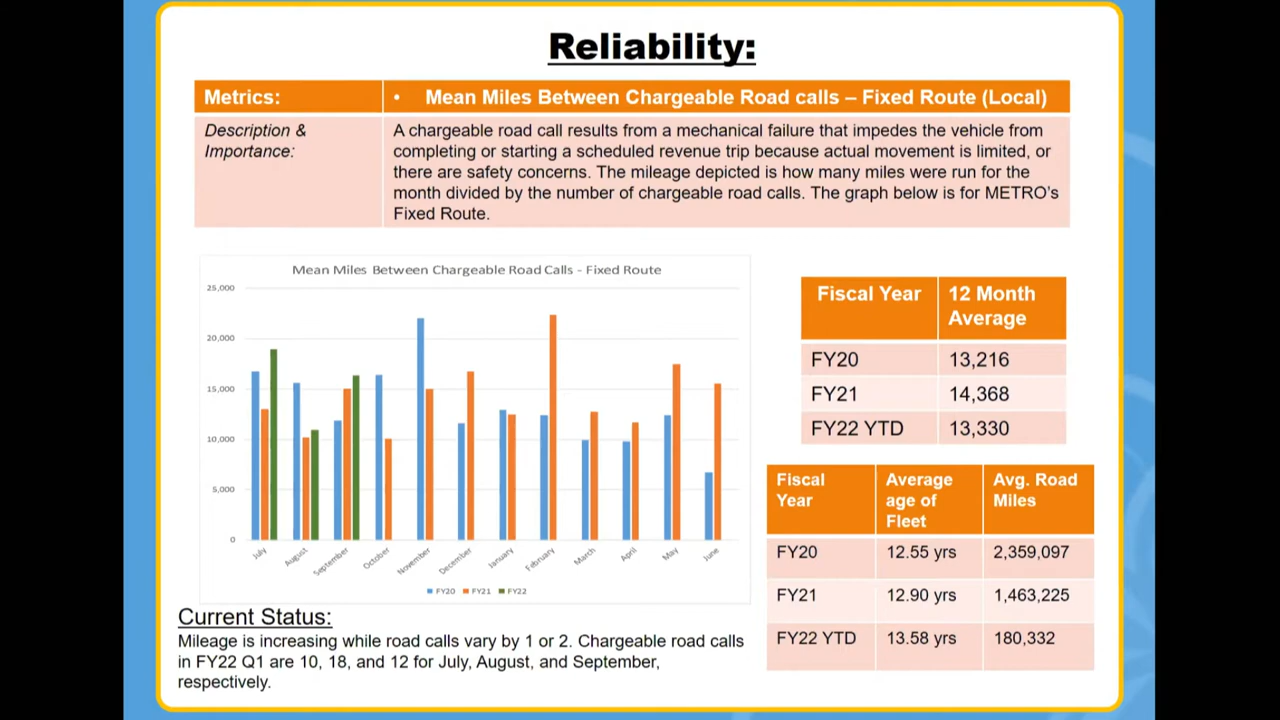 Reliability:
Metrics:
• Mean Miles Between Chargeable Road calls – Fixed Route (Local)
Description &
Importance:
A chargeable road call results from a mechanical failure that impedes the vehicle from
completing or starting a scheduled revenue trip because actual movement is limited, or
there are safety concerns. The mileage depicted is how many miles were run for the
month divided by the number of chargeable road calls. The graph below is for METRO's
Fixed Route.
Mean Miles Between Chargeable Road Calls - Fixed Route
25,000
20,000
15,000
10,000
5,000
0
July
August
September
October
November
December
January
February
March
April
May
June
FY20 FY21 FY22
Fiscal Year
12 Month
Average
FY20 13,216
FY21 14,368
FY22 YTD 13,330
Fiscal
Year
Average
age of
Fleet
Avg. Road
Miles
FY20 12.55 yrs 2,359,097
FY21 12.90 yrs 1,463,225
FY22 YTD 13.58 yrs 180,332
Current Status:
Mileage is increasing while road calls vary by 1 or 2. Chargeable road calls
in FY22 Q1 are 10, 18, and 12 for July, August, and September,
respectively.